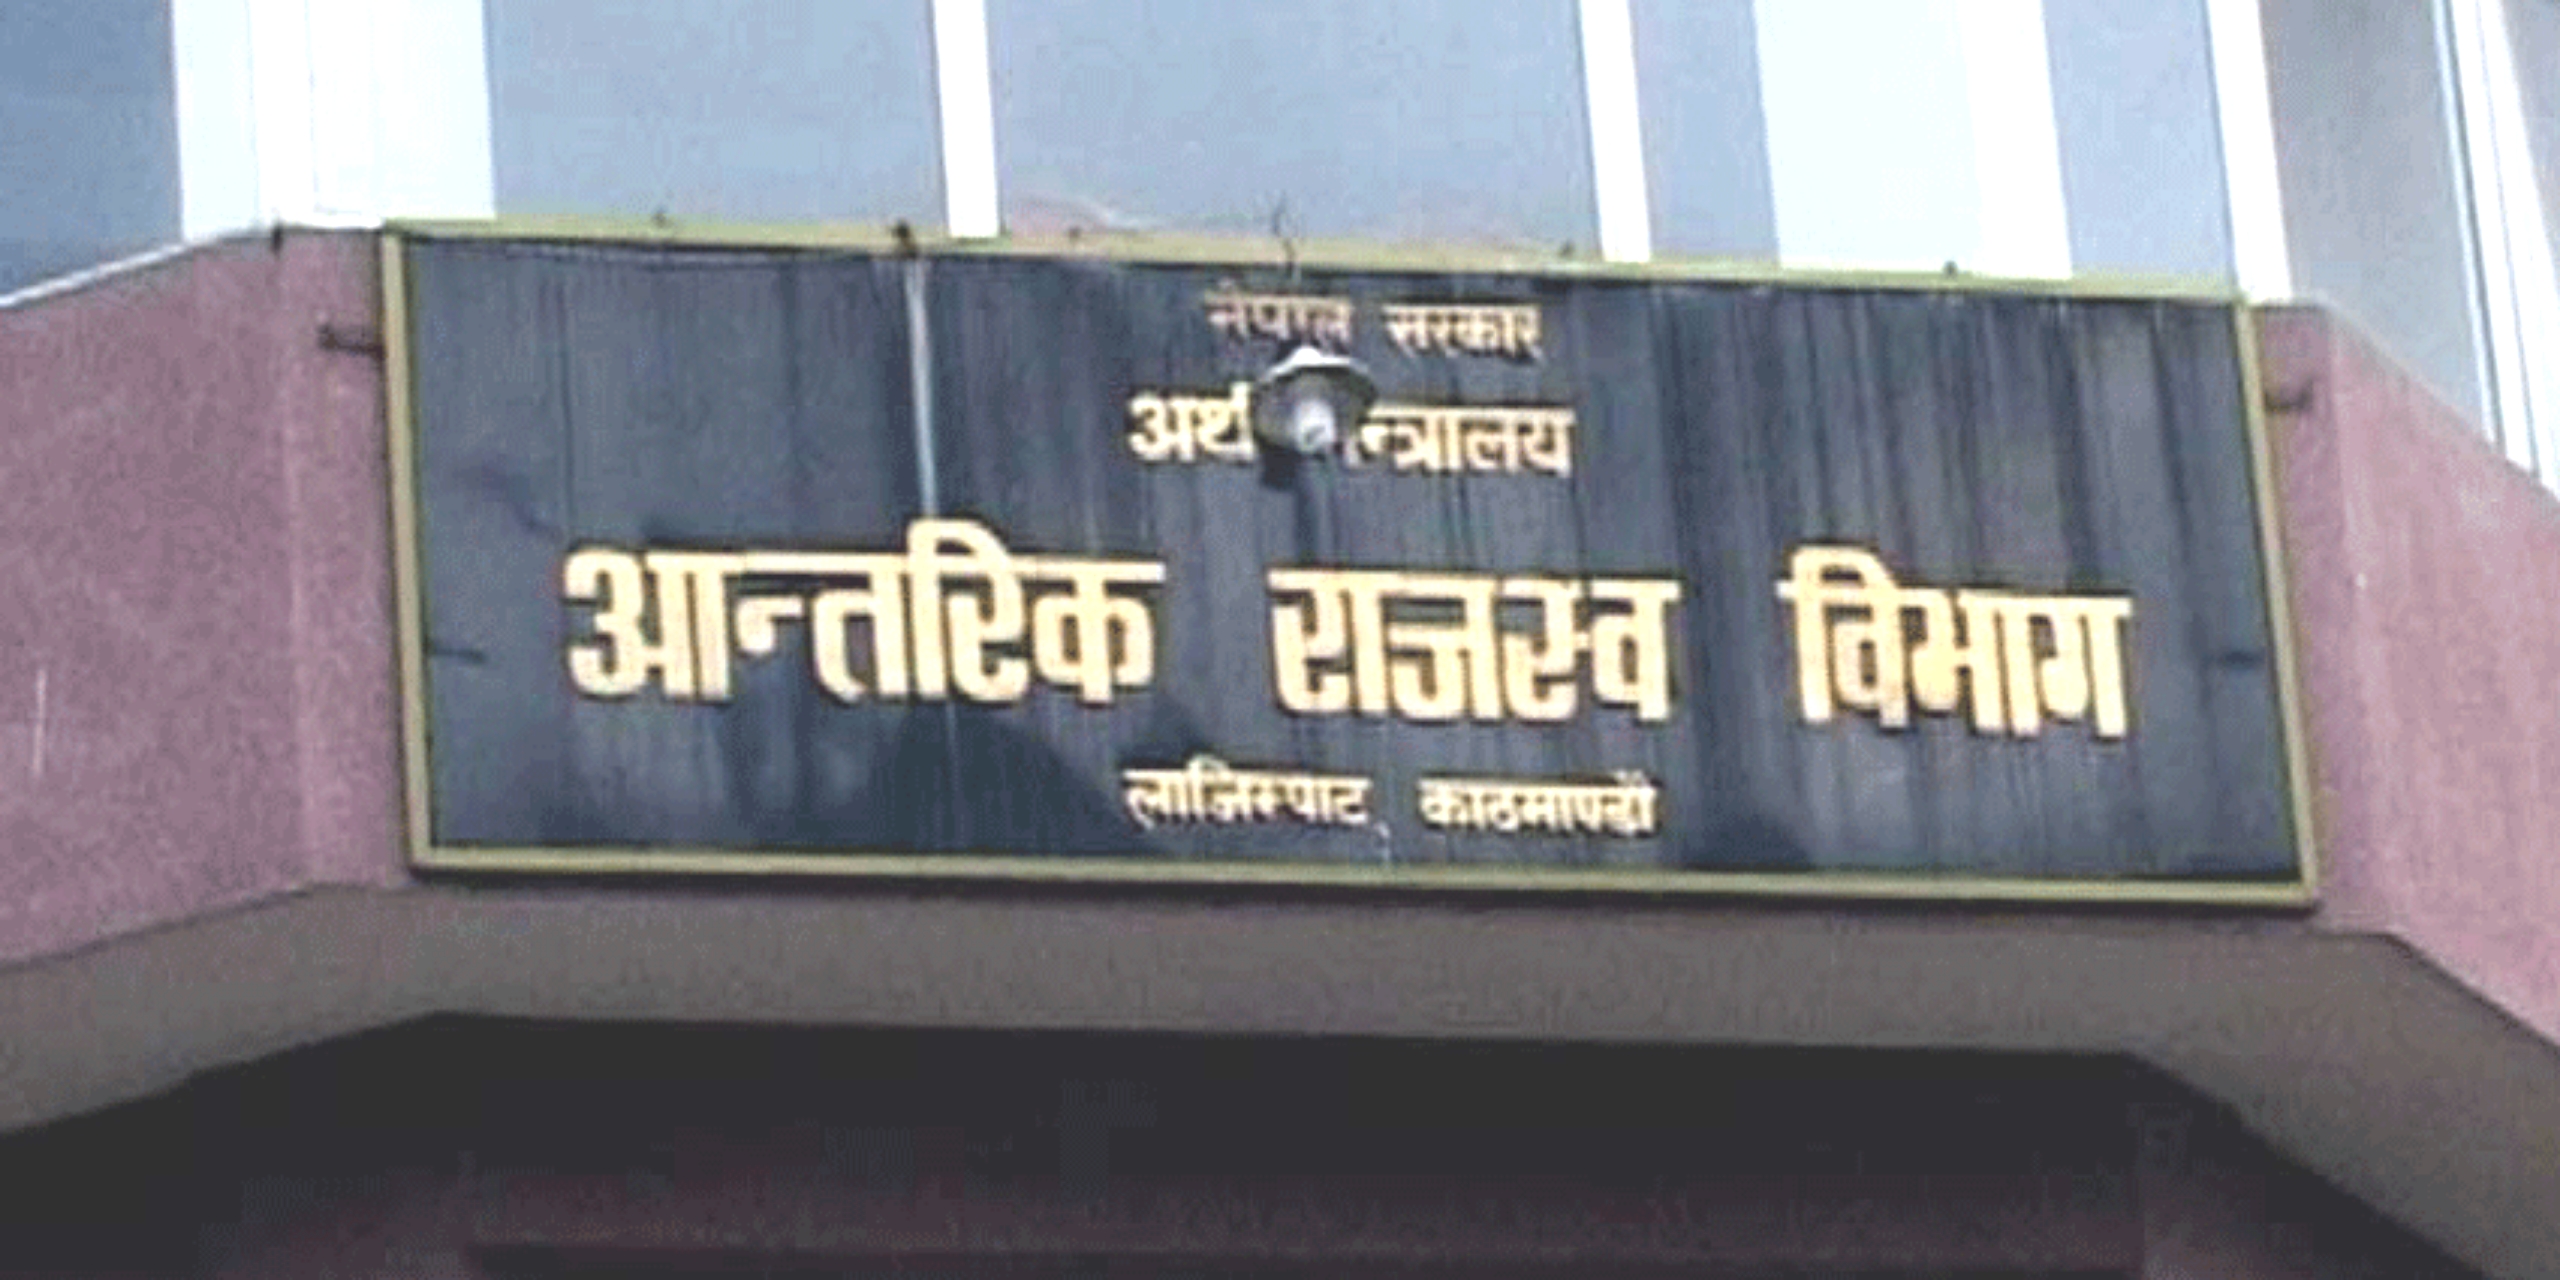 नेपाल सरकार
अर्थ मन्त्रालय
आन्तरिक राजस्व विभाग
लाजिम्पाट, काठमाण्डौ